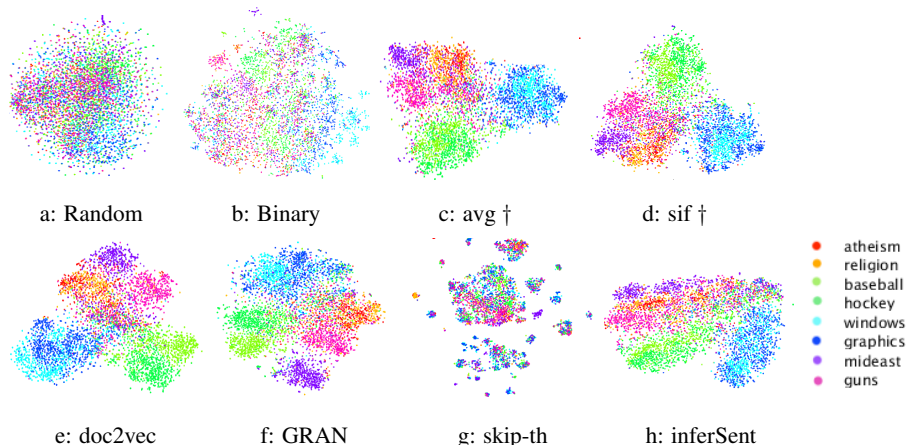 a: Random
b: Binary
c: avg †
d: sif †
atheism
religion
baseball
hockey
windows
graphics
mideast
guns
e: doc2vec
f: GRAN
g: skip-th
h: inferSent